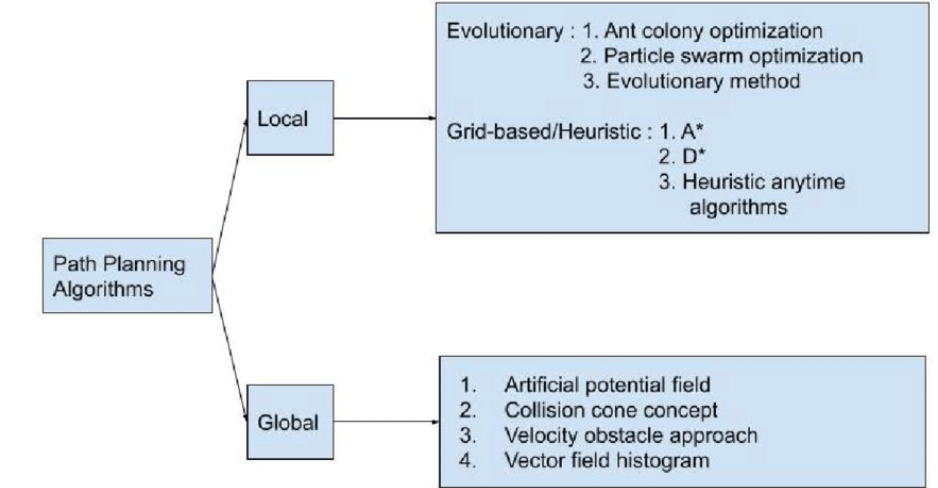 Path Planning
Algorithms
Local
Evolutionary : 1. Ant colony optimization
2. Particle swarm optimization
3. Evolutionary method
Grid-based/Heuristic : 1. A*
2. D*
3. Heuristic anytime
algorithms
Global
1. Artificial potential field
2. Collision cone concept
3. Velocity obstacle approach
4. Vector field histogram